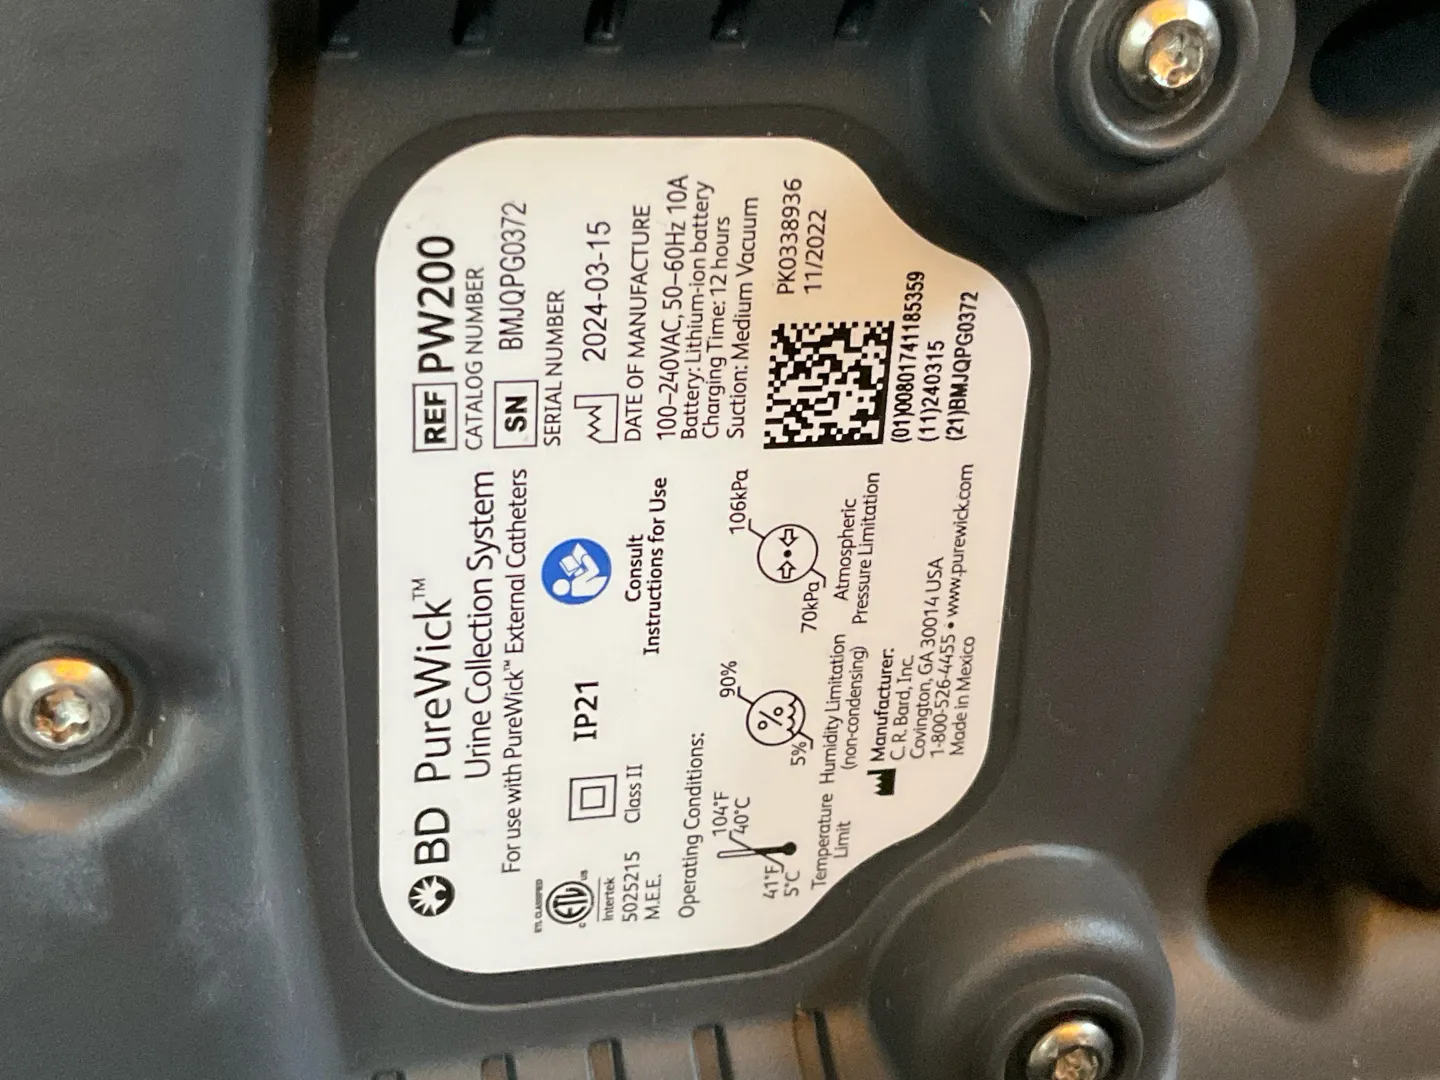 BD PureWick™
Urine Collection System
For use with PureWick™ External Catheters
REF PW200
CATALOG NUMBER
SN BMJQPG0372
SERIAL NUMBER
2024-03-15
DATE OF MANUFACTURE
100–240VAC, 50–60Hz 10A
Battery: Lithium-ion battery
Charging Time: 12 hours
Suction: Medium Vacuum
ETL CLASSIFIED
C ETL US
Intertek
5025215
M.E.E.
Class II
IP21
Consult
Instructions for Use
Operating Conditions:
104°F
40°C
41°F
5°C
Temperature
Limit
90%
%
5%
Humidity Limitation
(non-condensing)
106kPa
70kPa
Atmospheric
Pressure Limitation
Manufacturer:
C. R. Bard, Inc.
Covington, GA 30014 USA
1-800-526-4455 • www.purewick.com
Made in Mexico
PK0338936
11/2022
(01)00801741185359
(11)240315
(21)BMJQPG0372